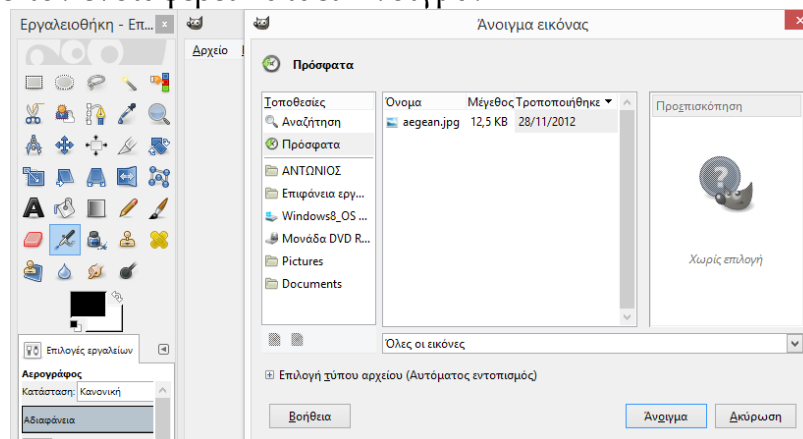 Εργαλειοθήκη - Επ...
Αρχείο
Άνοιγμα εικόνας
Πρόσφατα
Τοποθεσίες
Αναζήτηση
Πρόσφατα
ΑΝΤΩΝΙΟΣ
Επιφάνεια εργ...
Windows8_OS ...
Μονάδα DVD R...
Pictures
Documents
Όνομα Μέγεθος Τροποποιήθηκε
aegean.jpg 12,5 KB 28/11/2012
Προεπισκόπηση
Χωρίς επιλογή
Όλες οι εικόνες
Επιλογή τύπου αρχείου (Αυτόματος εντοπισμός)
Βοήθεια
Άνοιγμα
Ακύρωση
Επιλογές εργαλείων
Αερογράφος
Κατάσταση: Κανονική
Αδιαφάνεια